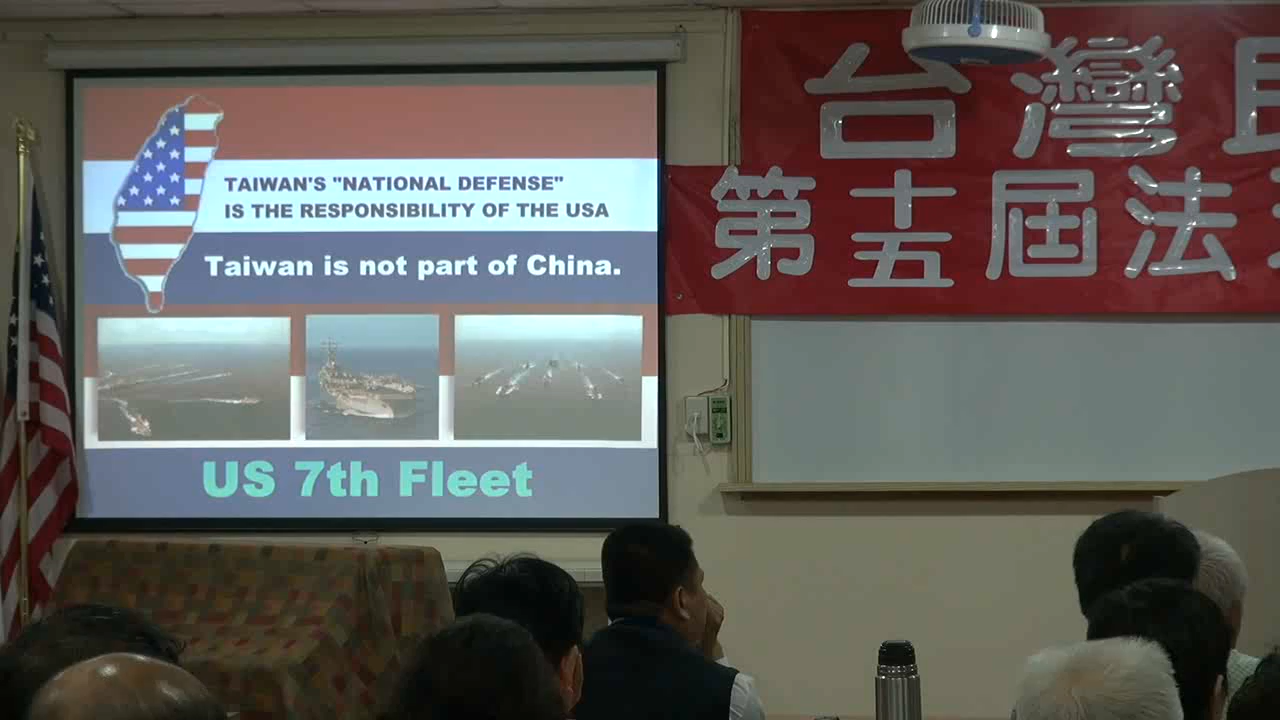 TAIWAN'S "NATIONAL DEFENSE"
IS THE RESPONSIBILITY OF THE USA
Taiwan is not part of China.
US 7th Fleet
台灣
第十五屆法